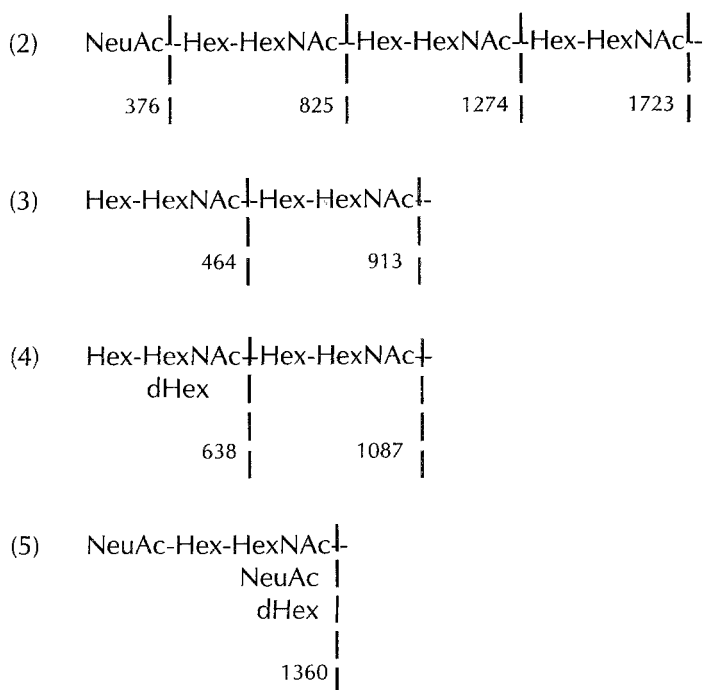 (2) NeuAc-Hex-HexNAc-Hex-HexNAc-Hex-HexNAc-
376 825 1274 1723
(3) Hex-HexNAc-Hex-HexNAc-
464 913
(4) Hex-HexNAc-Hex-HexNAc-
dHex
638 1087
(5) NeuAc-Hex-HexNAc-
NeuAc
dHex
1360